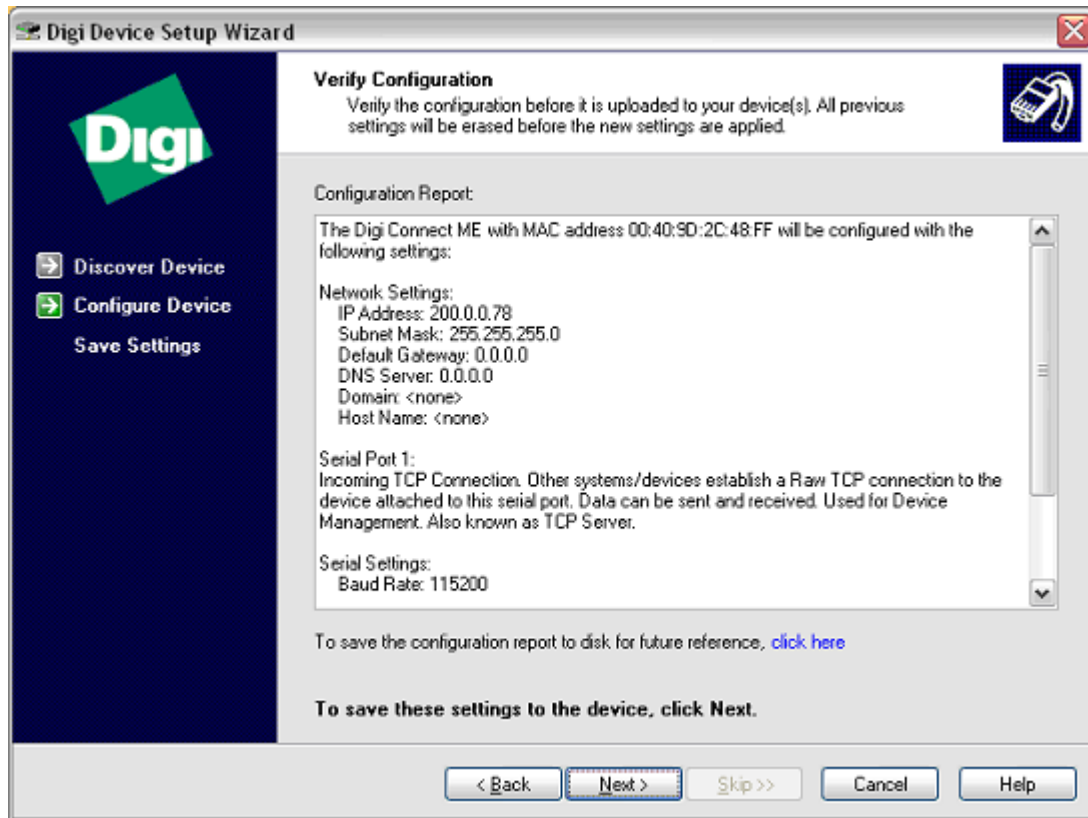 Digi Device Setup Wizard
Digi
Discover Device
Configure Device
Save Settings
Verify Configuration
Verify the configuration before it is uploaded to your device(s). All previous
settings will be erased before the new settings are applied.
Configuration Report:
The Digi Connect ME with MAC address 00:40:9D:2C:48:FF will be configured with the
following settings:
Network Settings:
IP Address: 200.0.0.78
Subnet Mask: 255.255.255.0
Default Gateway: 0.0.0.0
DNS Server: 0.0.0.0
Domain: <none>
Host Name: <none>
Serial Port 1:
Incoming TCP Connection. Other systems/devices establish a Raw TCP connection to the
device attached to this serial port. Data can be sent and received. Used for Device
Management. Also known as TCP Server.
Serial Settings:
Baud Rate: 115200
To save the configuration report to disk for future reference, click here
To save these settings to the device, click Next.
< Back
Next >
Skip >>
Cancel
Help